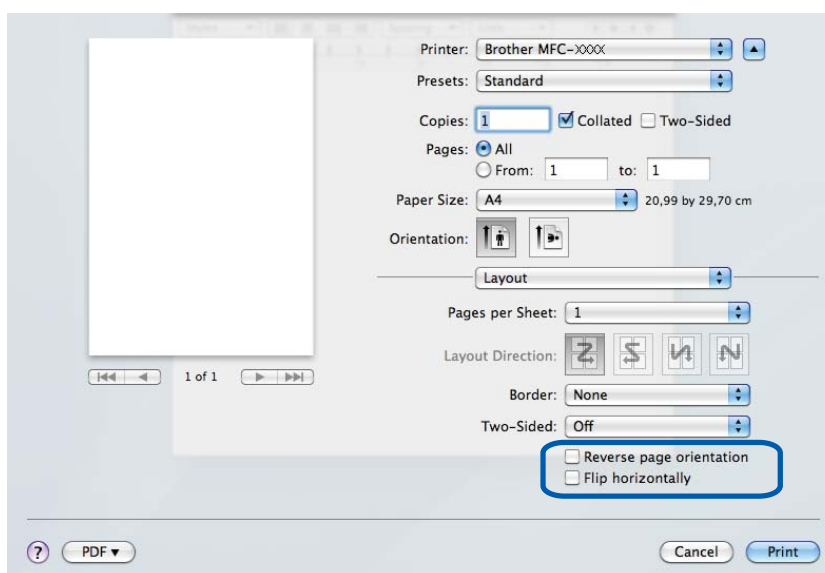 Printer: Brother MFC-XXXX
Presets: Standard
Copies: 1 Collated Two-Sided
Pages: All
From: 1 to: 1
Paper Size: A4 20,99 by 29,70 cm
Orientation:
Layout
Pages per Sheet: 1
Layout Direction:
1 of 1
Border: None
Two-Sided: Off
Reverse page orientation
Flip horizontally
? PDF Cancel Print